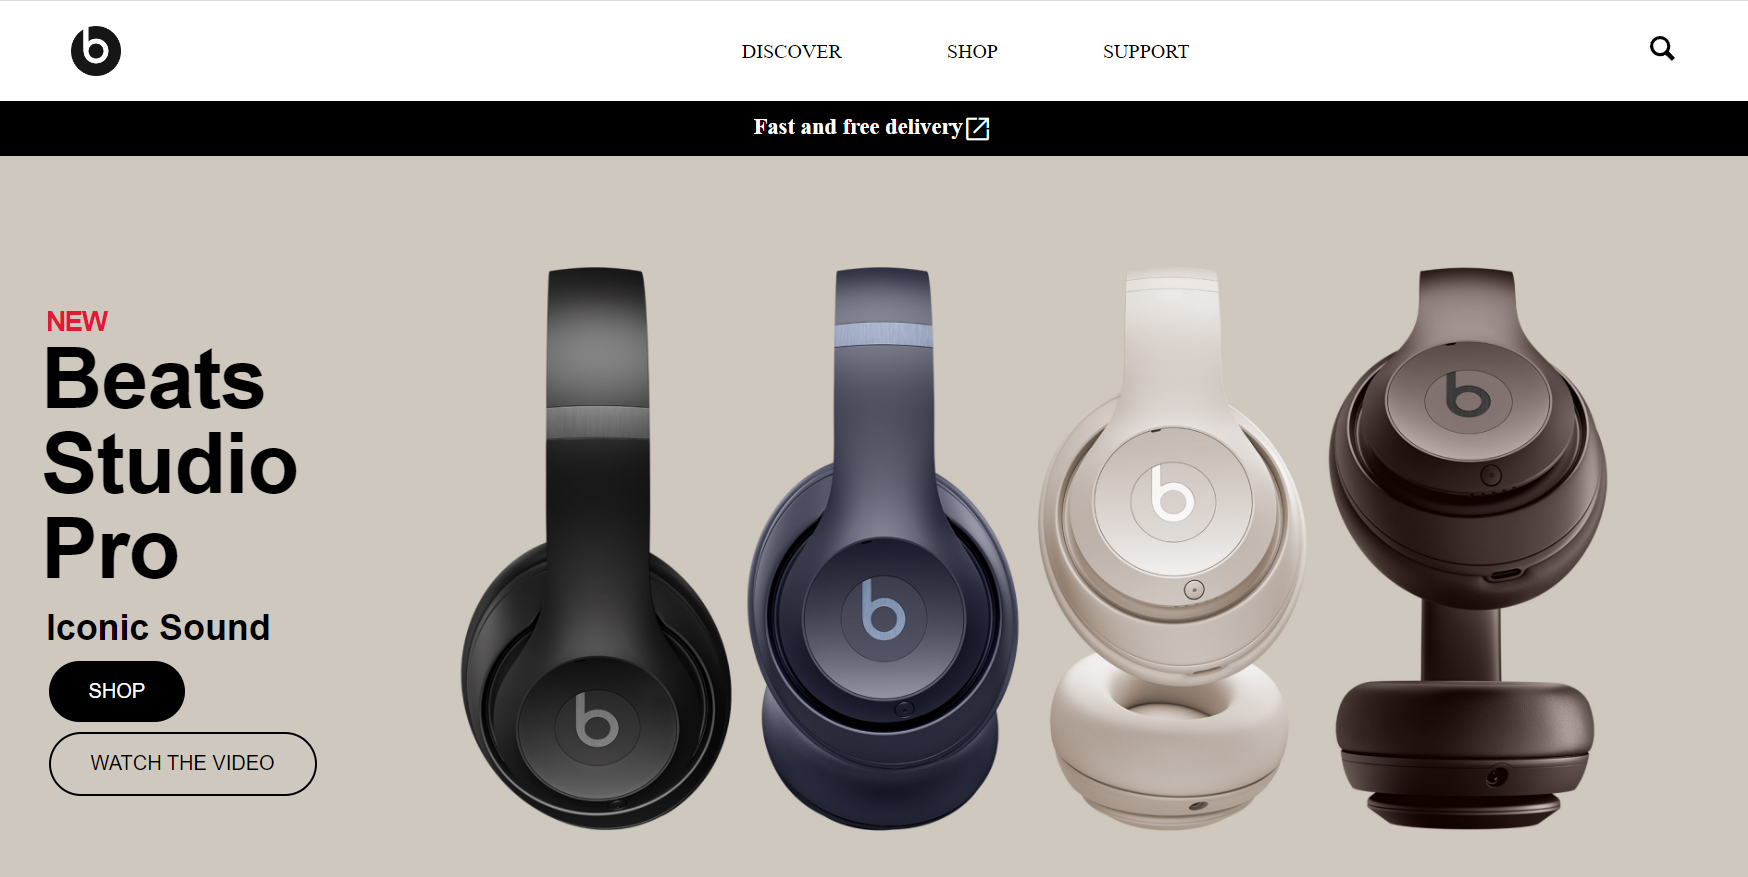 DISCOVER SHOP SUPPORT
Fast and free delivery
NEW
Beats
Studio
Pro
Iconic Sound
SHOP
WATCH THE VIDEO